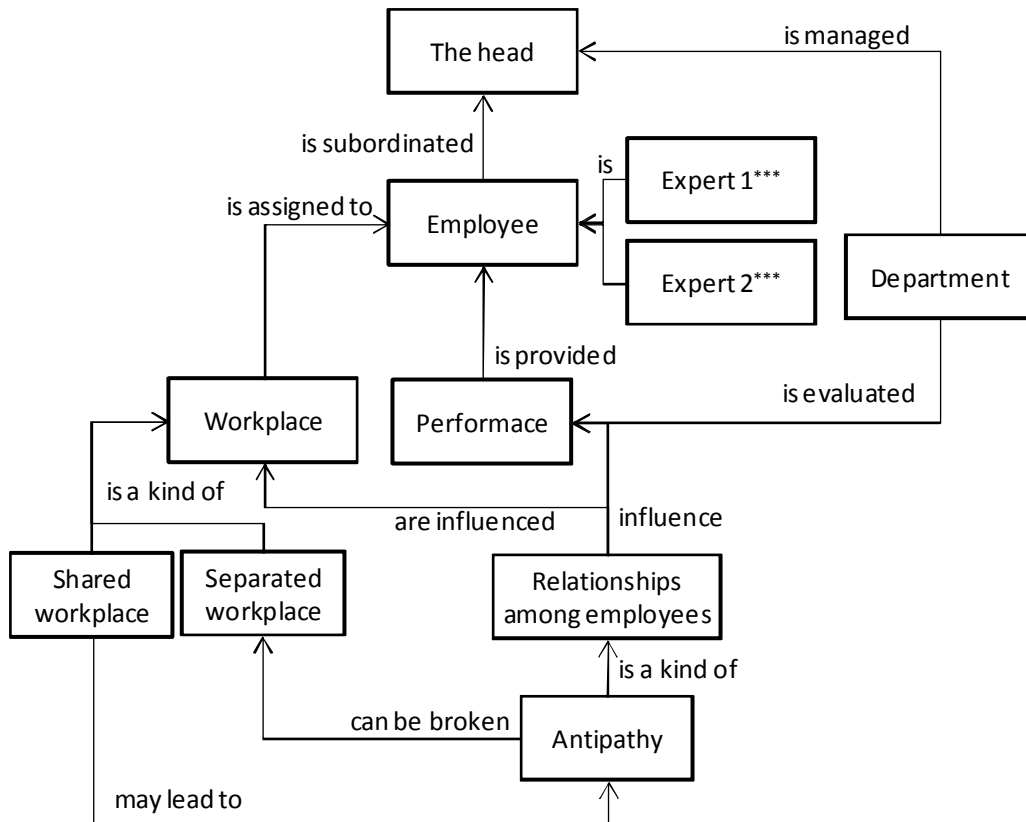 The head
is managed
is subordinated
is
Expert 1***
is assigned to
Employee
Expert 2***
Department
is provided
is evaluated
Workplace
Performace
is a kind of
are influenced
influence
Shared
workplace
Separated
workplace
Relationships
among employees
is a kind of
can be broken
Antipathy
may lead to